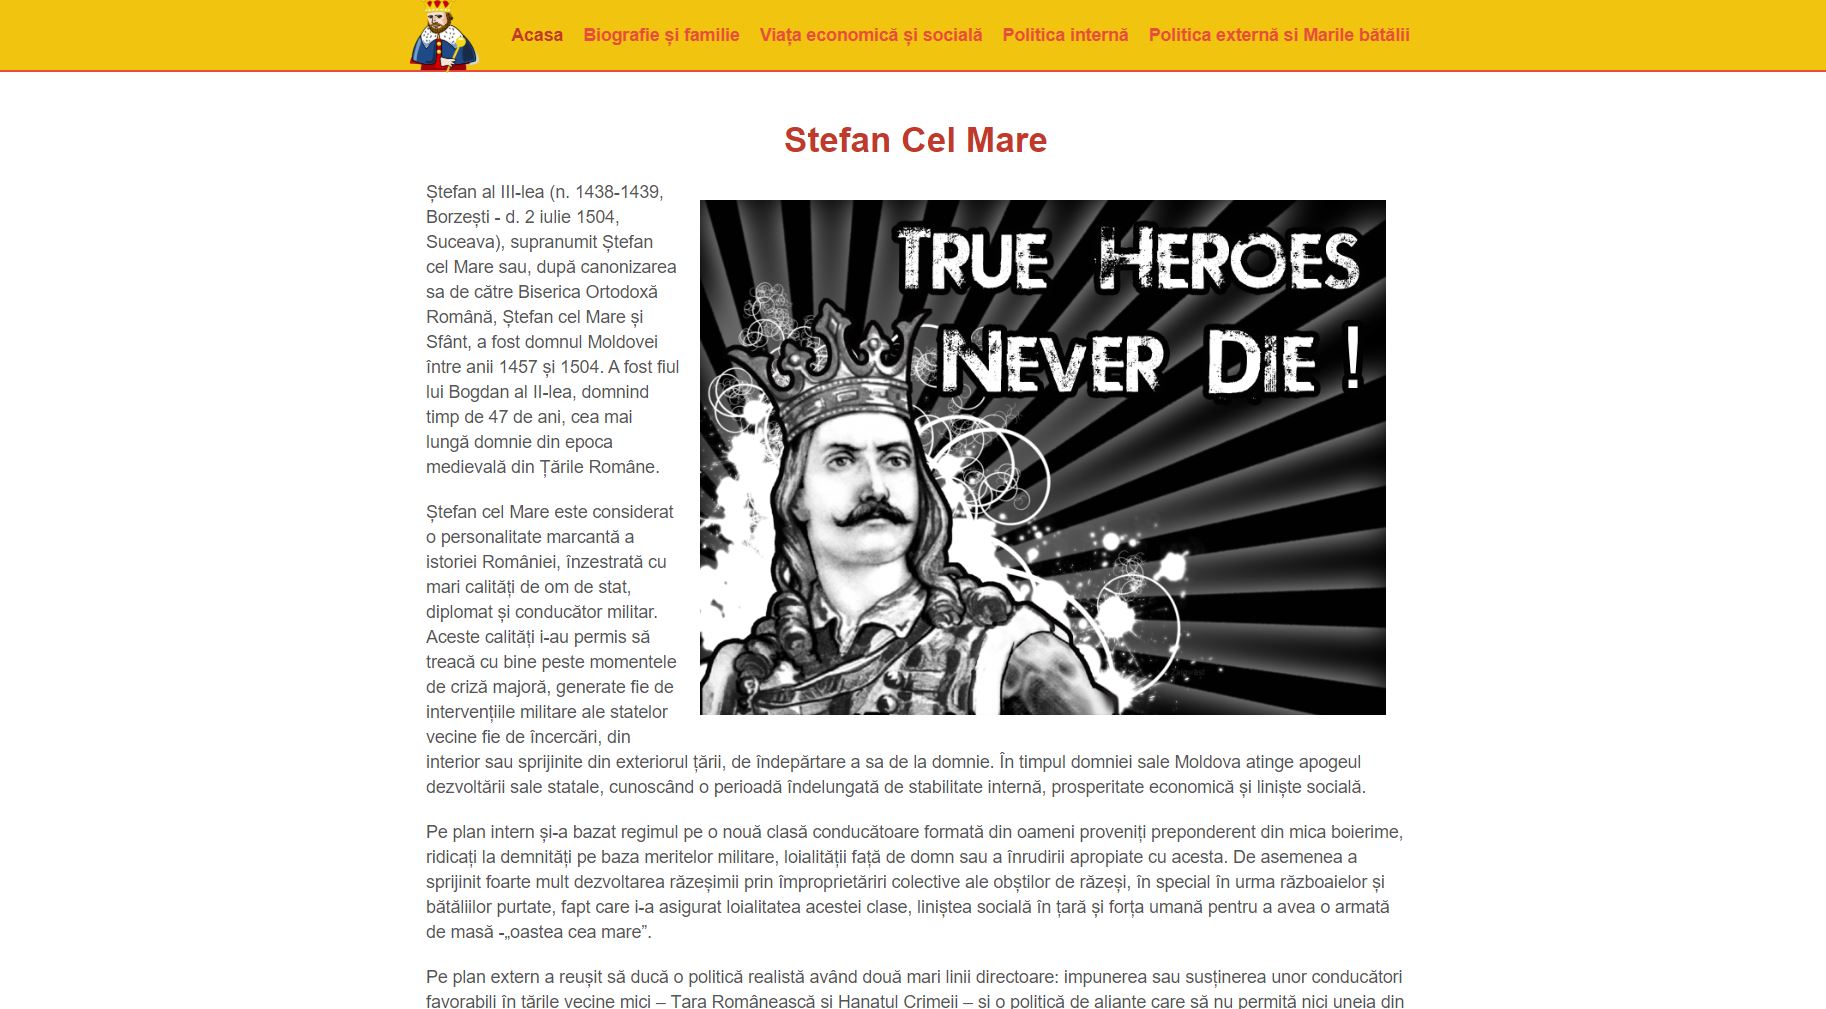 Acasa Biografie și familie Viața economică și socială Politica internă Politica externă si Marile bătălii
Stefan Cel Mare
Ștefan al III-lea (n. 1438-1439,
Borzești - d. 2 iulie 1504,
Suceava), supranumit Ștefan
cel Mare sau, după canonizarea
sa de către Biserica Ortodoxă
Română, Ștefan cel Mare și
Sfânt, a fost domnul Moldovei
între anii 1457 și 1504. A fost fiul
lui Bogdan al II-lea, domnind
timp de 47 de ani, cea mai
lungă domnie din epoca
medievală din Țările Române.
TRUE HEROES
NEVER DIE !
Ștefan cel Mare este considerat
o personalitate marcantă a
istoriei României, înzestrată cu
mari calități de om de stat,
diplomat și conducător militar.
Aceste calități i-au permis să
treacă cu bine peste momentele
de criză majoră, generate fie de
intervențiile militare ale statelor
vecine fie de încercări, din
interior sau sprijinite din exteriorul țării, de îndepărtare a sa de la domnie. În timpul domniei sale Moldova atinge apogeul
dezvoltării sale statale, cunoscând o perioadă îndelungată de stabilitate internă, prosperitate economică și liniște socială.
Pe plan intern și-a bazat regimul pe o nouă clasă conducătoare formată din oameni proveniți preponderent din mica boierime,
ridicați la demnități pe baza meritelor militare, loialității față de domn sau a înrudirii apropiate cu acesta. De asemenea a
sprijinit foarte mult dezvoltarea răzeșimii prin împroprietăriri colective ale obștilor de răzeși, în special în urma războaielor și
bătăliilor purtate, fapt care i-a asigurat loialitatea acestei clase, liniștea socială în țară și forța umană pentru a avea o armată
de masă -„oastea cea mare”.
Pe plan extern a reușit să ducă o politică realistă având două mari linii directoare: impunerea sau susținerea unor conducători
favorabili în țările vecine mici – Țara Românească și Hanatul Crimeii – și o politică de alianțe care să nu permită nici uneia din